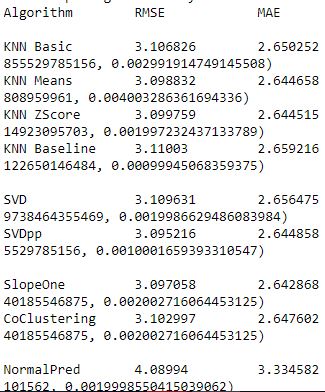 Algorithm RMSE MAE
KNN Basic 3.106826 2.650252
855529785156, 0.002991914749145508)
KNN Means 3.098832 2.644658
808959961, 0.004003286361694336)
KNN ZScore 3.099759 2.644515
14923095703, 0.001997232437133789)
KNN Baseline 3.11003 2.659216
122650146484, 0.00099945068359375)
SVD 3.109631 2.656475
9738464355469, 0.0019986629486083984)
SVDpp 3.095216 2.644858
5529785156, 0.0010001659393310547)
SlopeOne 3.097058 2.642868
40185546875, 0.002002716064453125)
CoClustering 3.102997 2.647602
40185546875, 0.002002716064453125)
NormalPred 4.08994 3.334582
101562, 0.0019998550415039062)